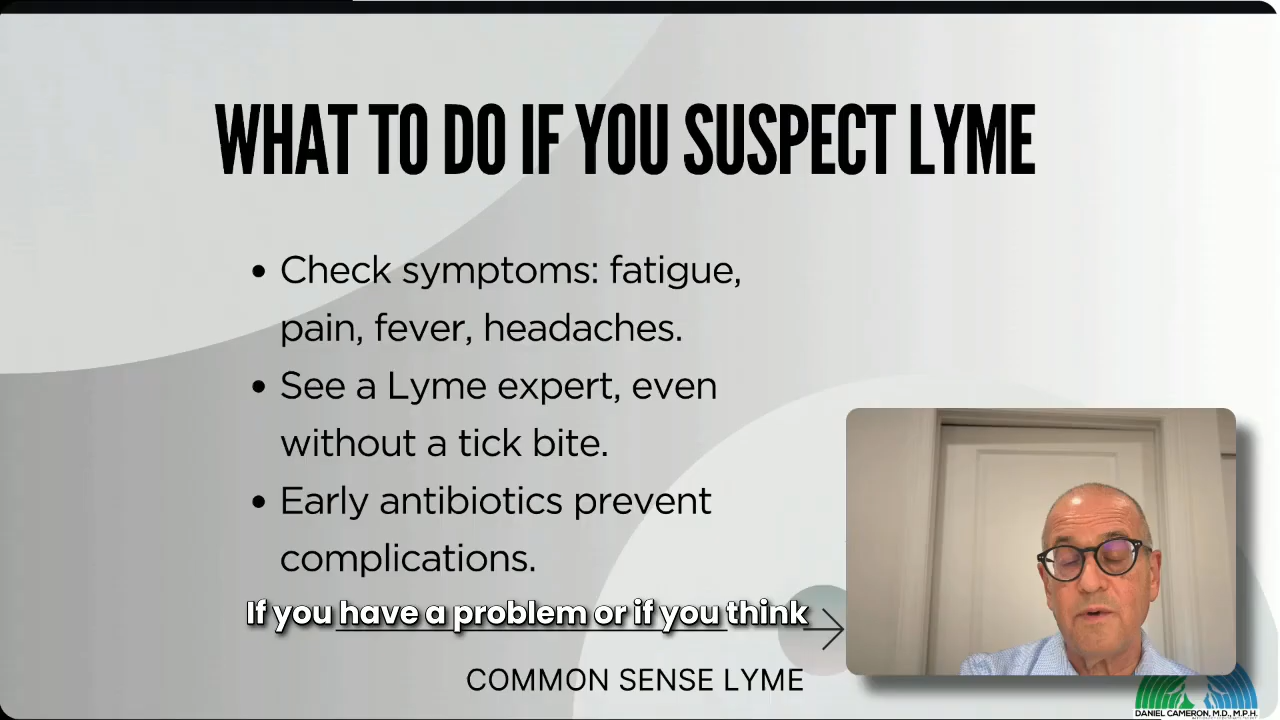 WHAT TO DO IF YOU SUSPECT LYME
• Check symptoms: fatigue,
pain, fever, headaches.
• See a Lyme expert, even
without a tick bite.
• Early antibiotics prevent
complications.
If you have a problem or if you think
COMMON SENSE LYME
DANIEL CAMERON, M.D., M.P.H.